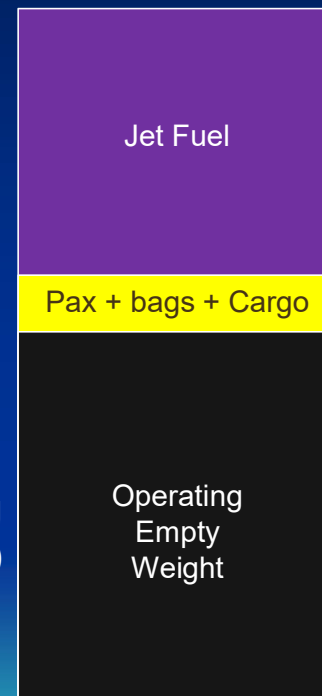 Jet Fuel
Pax + bags + Cargo
Operating
Empty
Weight